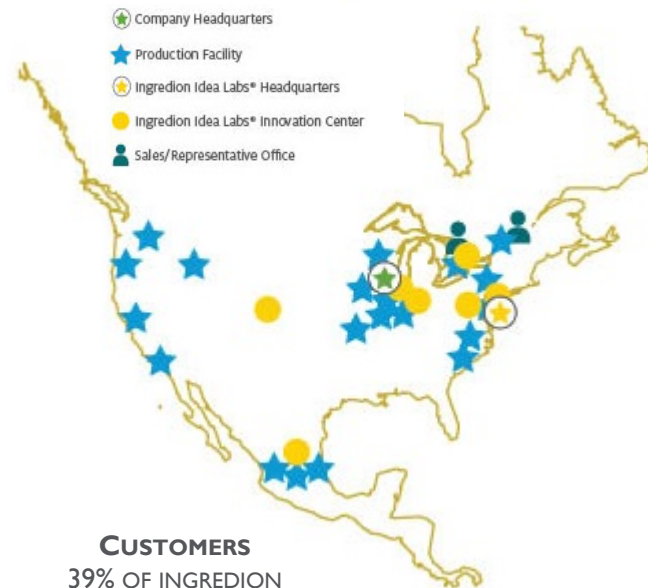 Company Headquarters
Production Facility
Ingredion Idea Labs® Headquarters
Ingredion Idea Labs® Innovation Center
Sales/Representative Office
CUSTOMERS
39% OF INGREDION